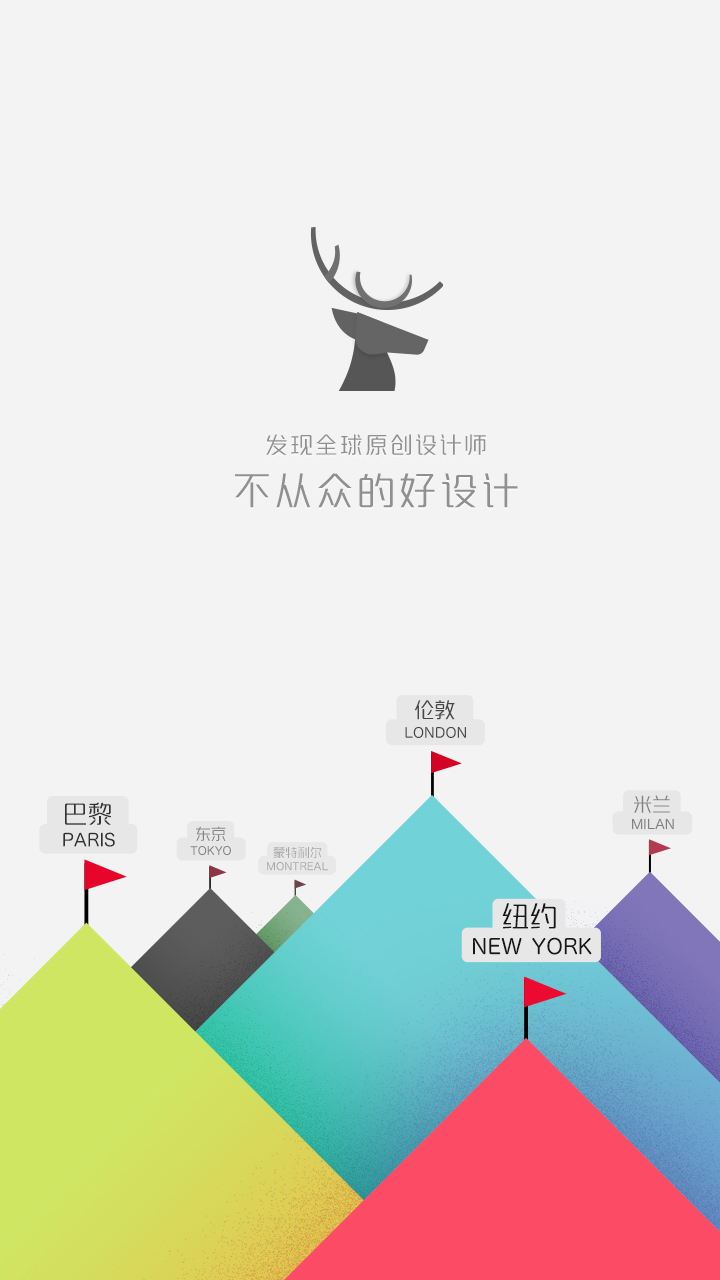 发现全球原创设计师
不从众的好设计
伦敦
LONDON
巴黎
PARIS
东京
TOKYO
蒙特利尔
MONTREAL
米兰
MILAN
纽约
NEW YORK